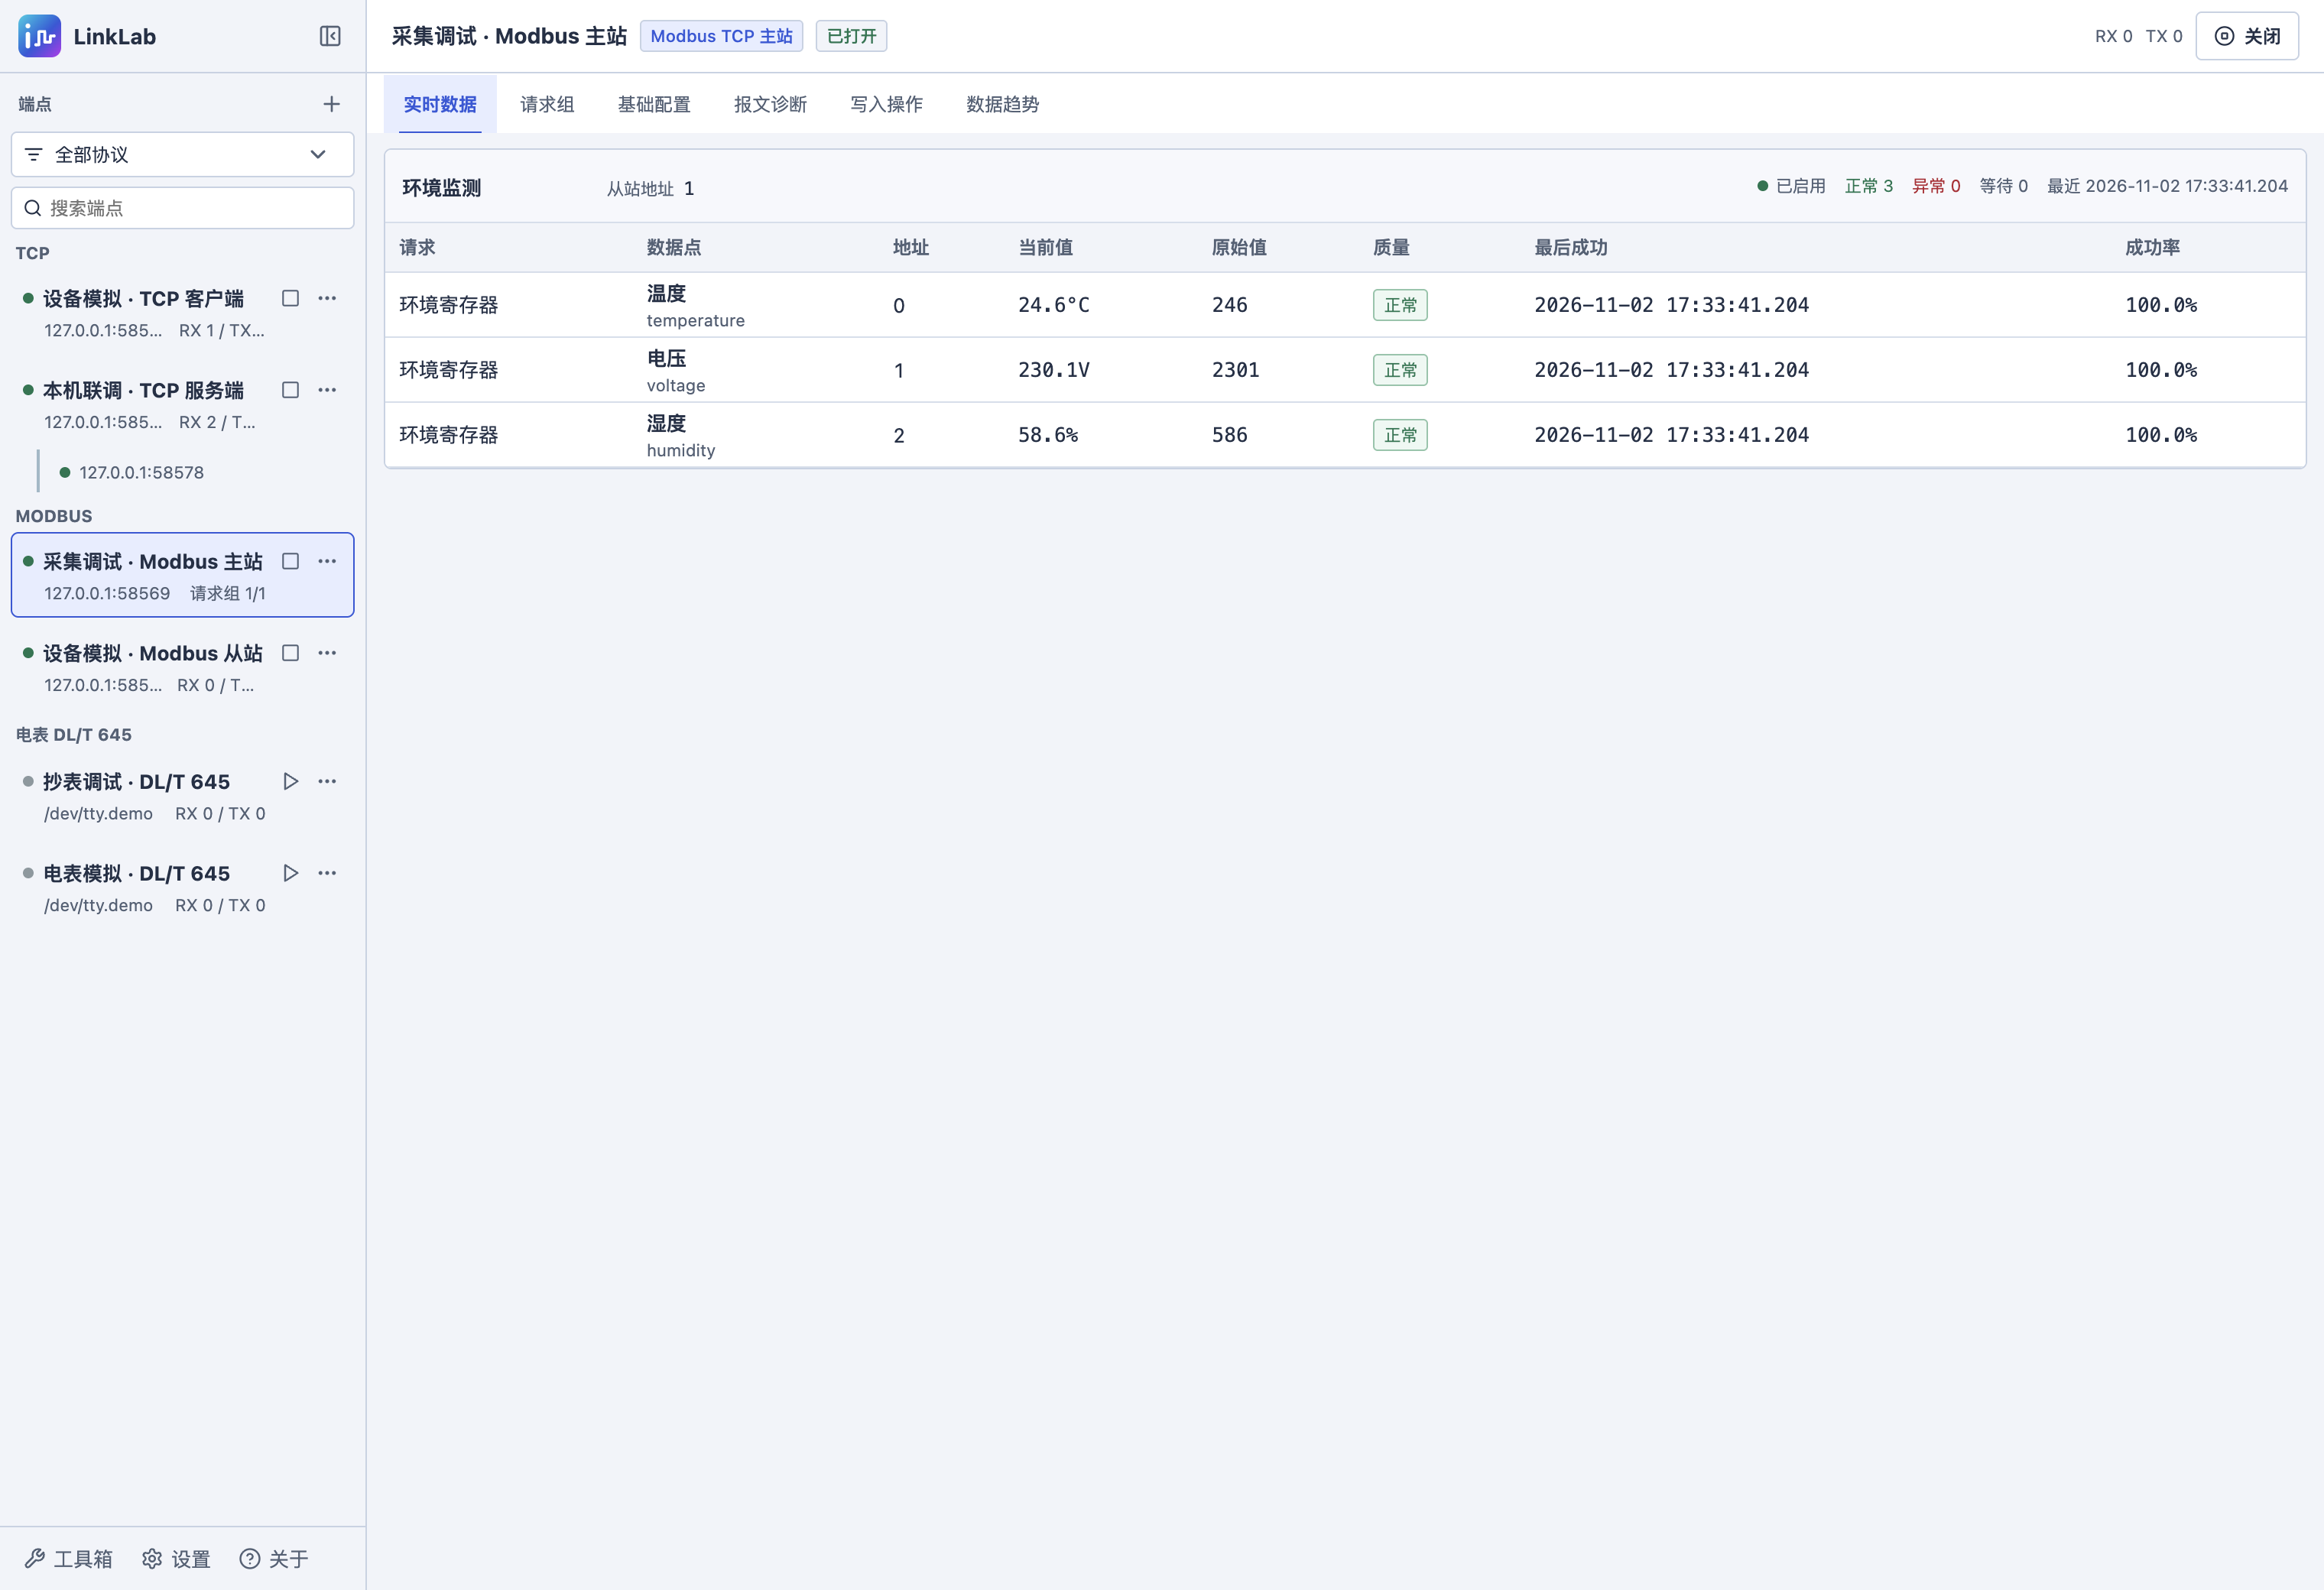 LinkLab
端点
全部协议
搜索端点
TCP
设备模拟 · TCP 客户端
127.0.0.1:585... RX 1 / TX...
本机联调 · TCP 服务端
127.0.0.1:585... RX 2 / T...
127.0.0.1:58578
MODBUS
采集调试 · Modbus 主站
127.0.0.1:58569 请求组 1/1
设备模拟 · Modbus 从站
127.0.0.1:585... RX 0 / T...
电表 DL/T 645
抄表调试 · DL/T 645
/dev/tty.demo RX 0 / TX 0
电表模拟 · DL/T 645
/dev/tty.demo RX 0 / TX 0
工具箱 设置 关于
采集调试 · Modbus 主站 Modbus TCP 主站 已打开 RX 0 TX 0 关闭
实时数据 请求组 基础配置 报文诊断 写入操作 数据趋势
环境监测 从站地址 1 已启用 正常 3 异常 0 等待 0 最近 2026-11-02 17:33:41.204
请求 数据点 地址 当前值 原始值 质量 最后成功 成功率
环境寄存器 温度 0 24.6°C 246 正常 2026-11-02 17:33:41.204 100.0%
temperature
环境寄存器 电压 1 230.1V 2301 正常 2026-11-02 17:33:41.204 100.0%
voltage
环境寄存器 湿度 2 58.6% 586 正常 2026-11-02 17:33:41.204 100.0%
humidity